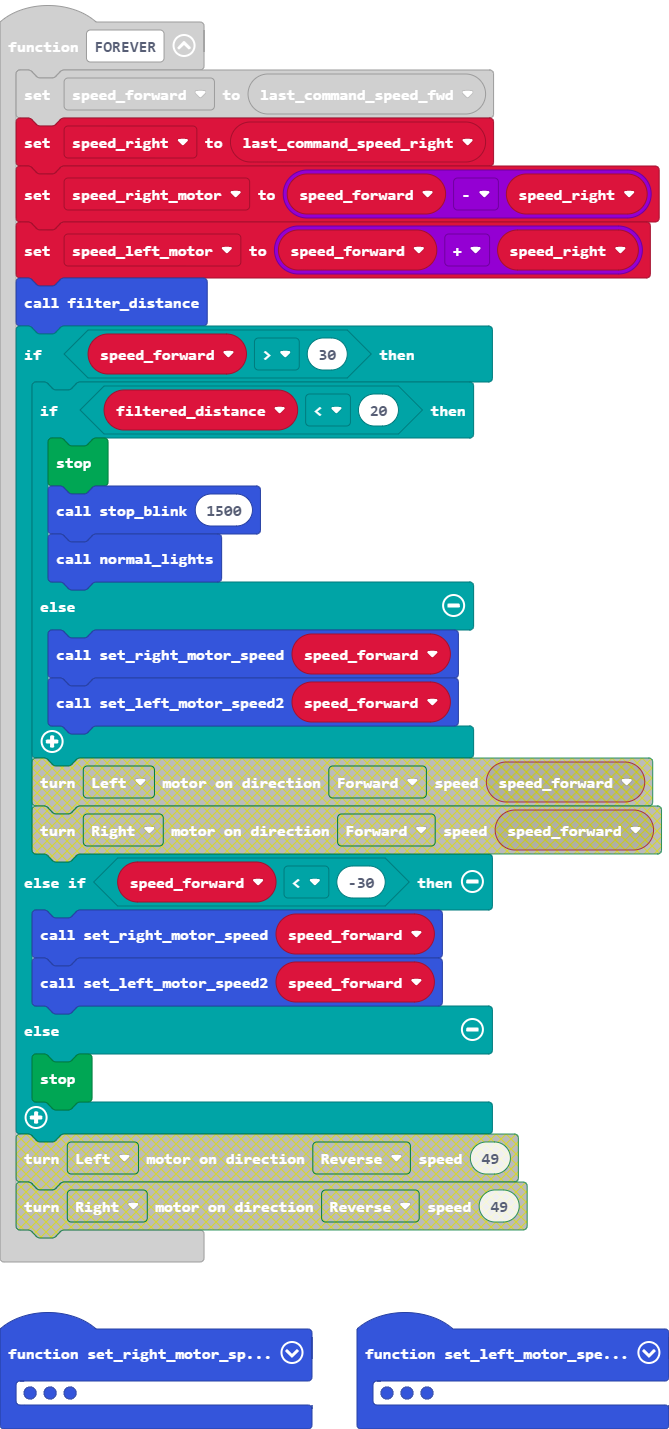 function FOREVER
set speed_forward to last_command_speed_fwd
set speed_right to last_command_speed_right
set speed_right_motor to speed_forward - speed_right
set speed_left_motor to speed_forward + speed_right
call filter_distance
if speed_forward > 30 then
if filtered_distance < 20 then
stop
call stop_blink 1500
call normal_lights
else
call set_right_motor_speed speed_forward
call set_left_motor_speed2 speed_forward
turn Left motor on direction Forward speed speed_forward
turn Right motor on direction Forward speed speed_forward
else if speed_forward < -30 then
call set_right_motor_speed speed_forward
call set_left_motor_speed2 speed_forward
else
stop
turn Left motor on direction Reverse speed 49
turn Right motor on direction Reverse speed 49
function set_right_motor_sp...
function set_left_motor_spe...